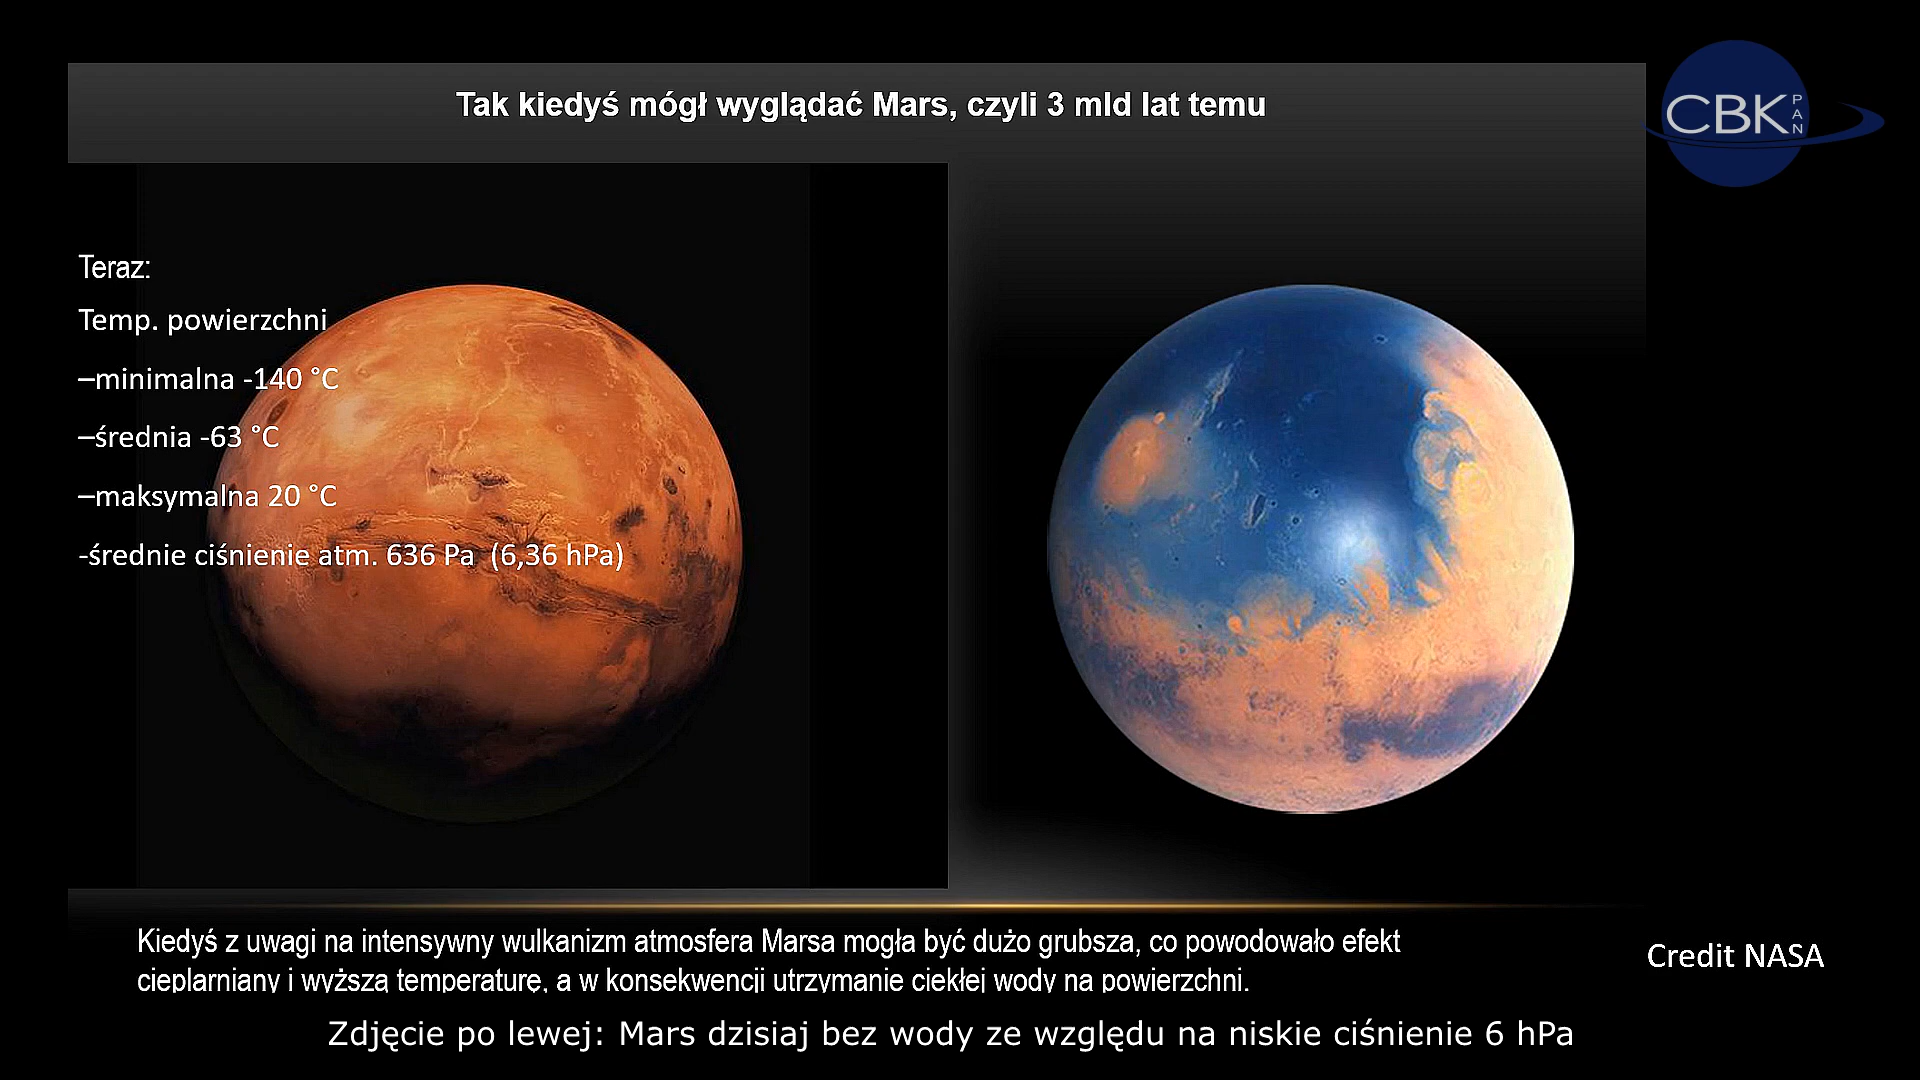 Tak kiedyś mógł wyglądać Mars, czyli 3 mld lat temu
CBK PAN
Teraz:
Temp. powierzchni
–minimalna -140 °C
–średnia -63 °C
–maksymalna 20 °C
-średnie ciśnienie atm. 636 Pa  (6,36 hPa)
Kiedyś z uwagi na intensywny wulkanizm atmosfera Marsa mogła być dużo grubsza, co powodowało efekt
cieplarniany i wyższą temperaturę, a w konsekwencji utrzymanie ciekłej wody na powierzchni.
Credit NASA
Zdjęcie po lewej: Mars dzisiaj bez wody ze względu na niskie ciśnienie 6 hPa